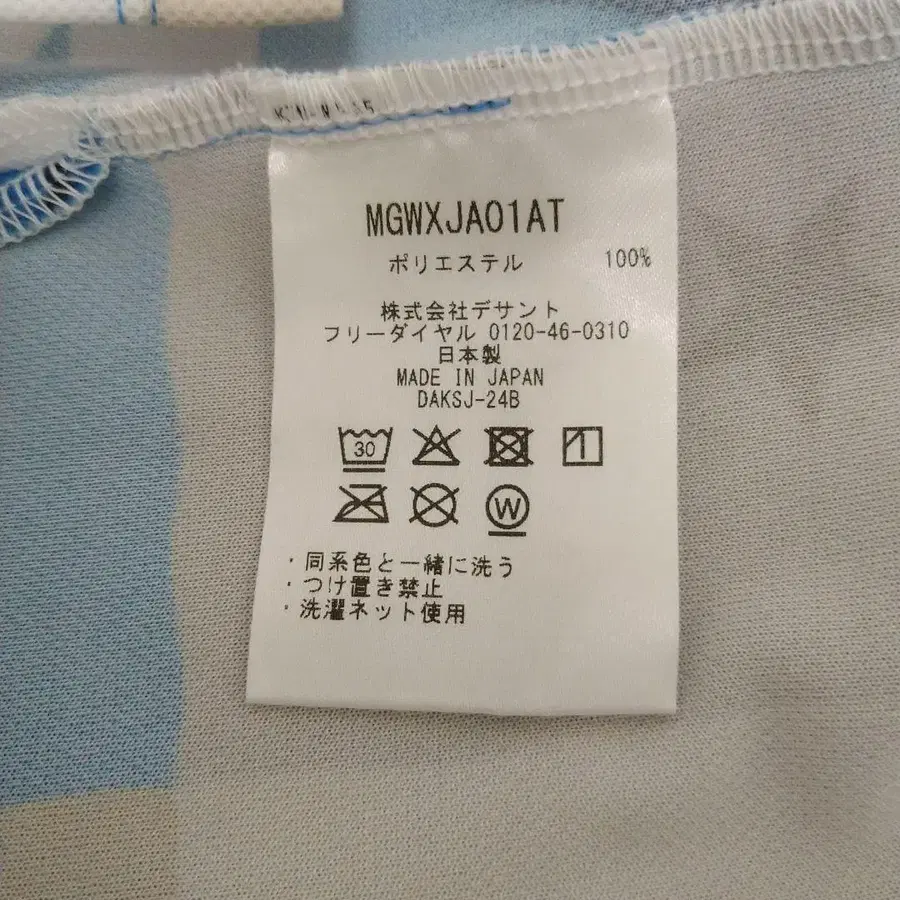 MGWXJA01AT
ポリエステル 100%
株式会社デサント
フリーダイヤル 0120-46-0310
日本製
MADE IN JAPAN
DAKSJ-24B
30
W
・同系色と一緒に洗う
・つけ置き禁止
・洗濯ネット使用